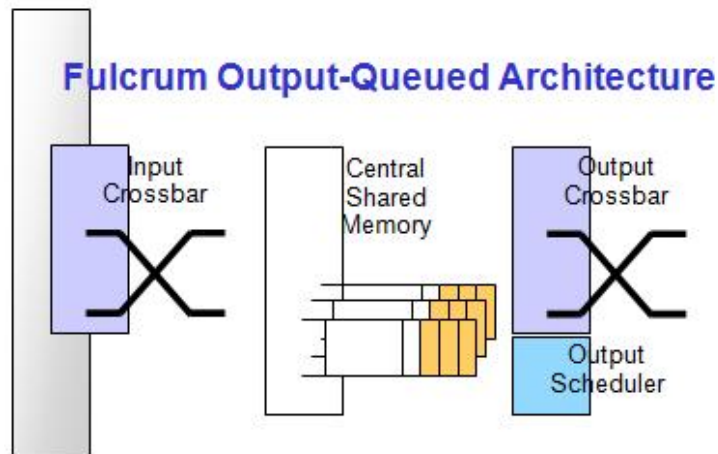 Fulcrum Output-Queued Architecture
Input
Crossbar
Central
Shared
Memory
Output
Crossbar
Output
Scheduler